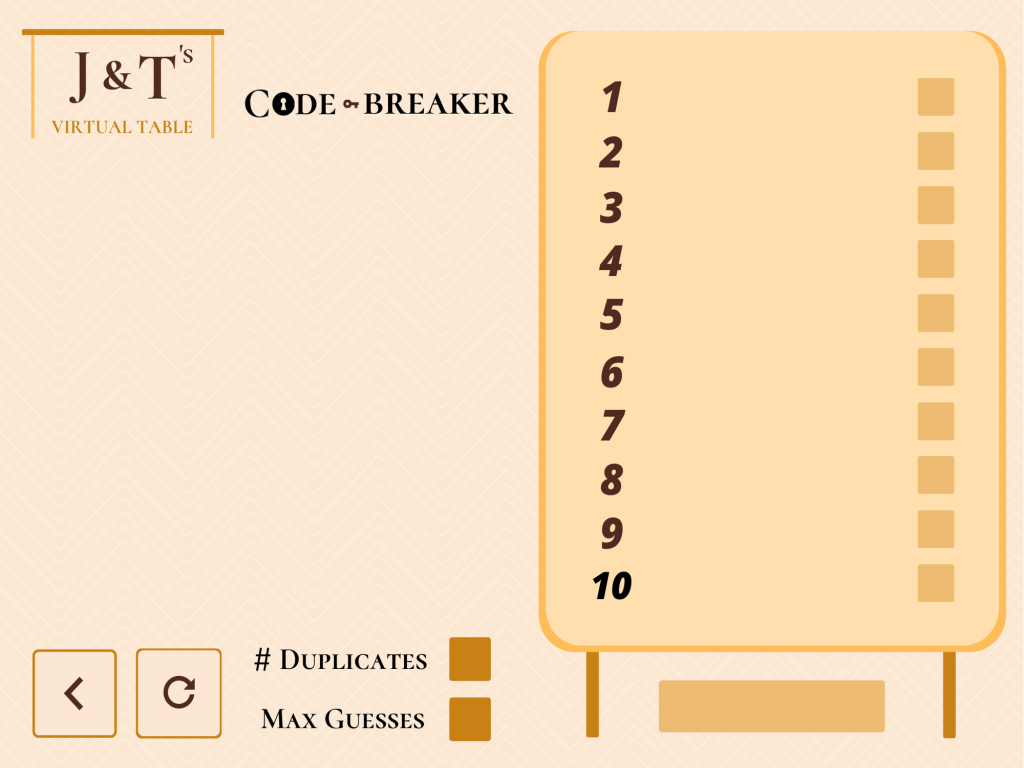 J & T's
VIRTUAL TABLE
CODE BREAKER
1
2
3
4
5
6
7
8
9
10
# DUPLICATES
MAX GUESSES